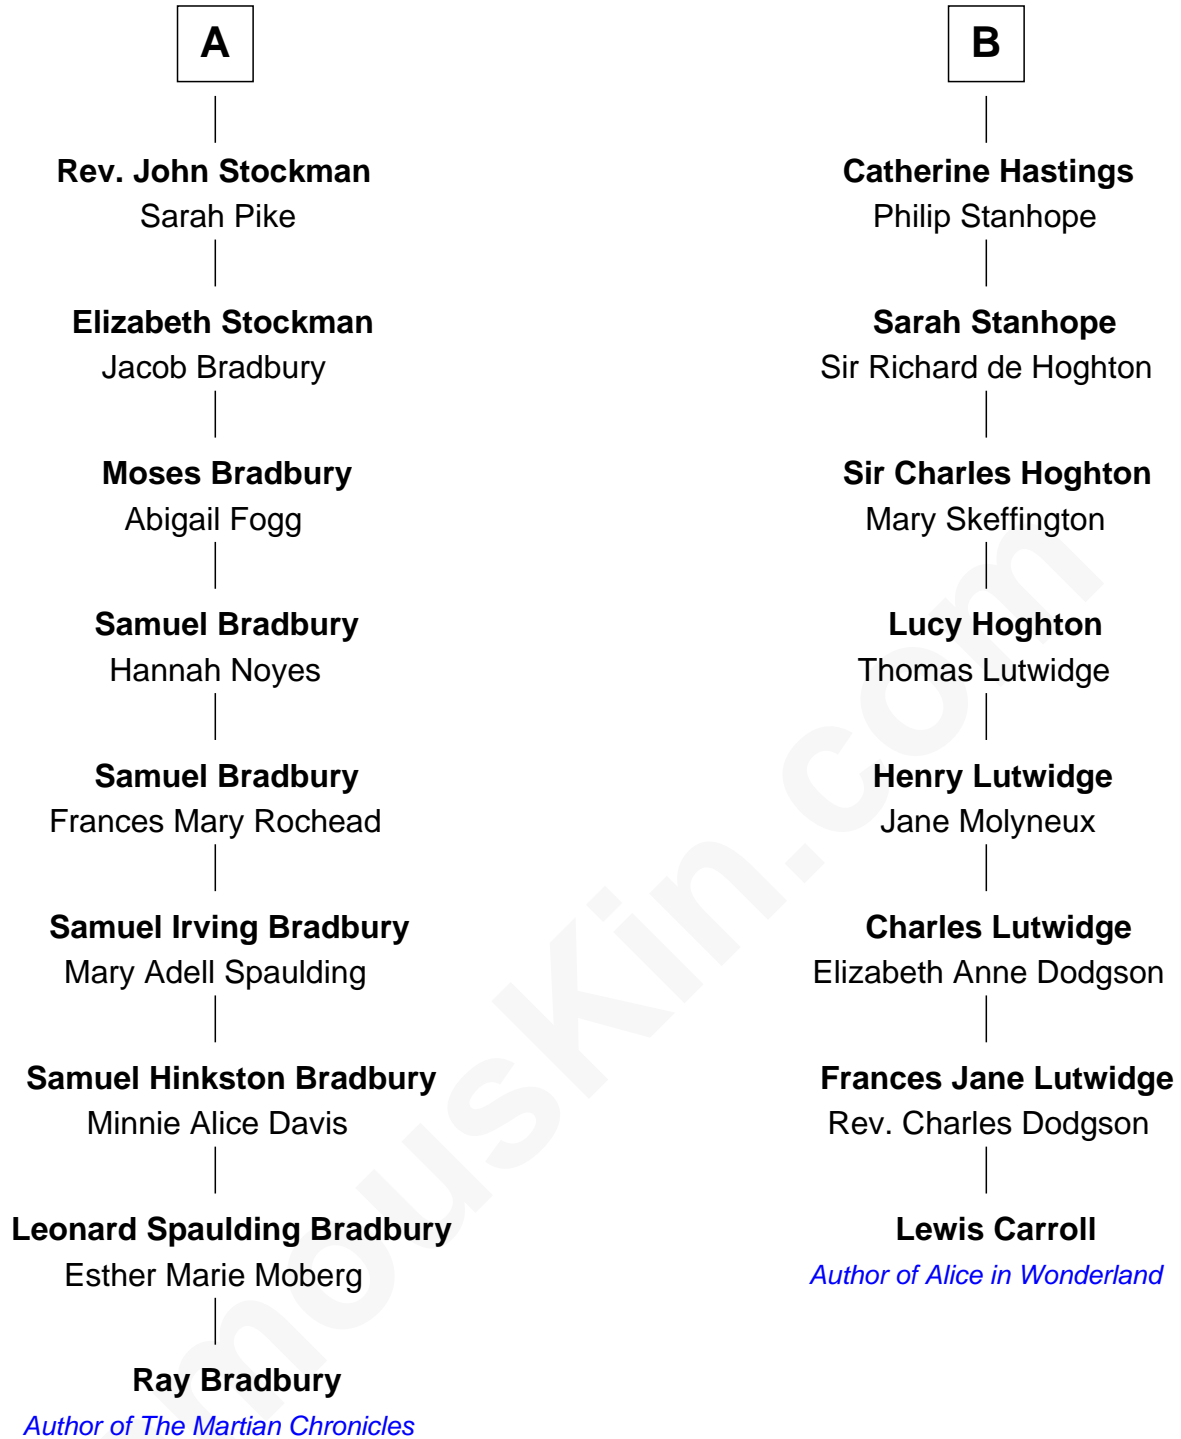 A
Rev. John Stockman
Sarah Pike
Elizabeth Stockman
Jacob Bradbury
Moses Bradbury
Abigail Fogg
Samuel Bradbury
Hannah Noyes
Samuel Bradbury
Frances Mary Rochead
Samuel Irving Bradbury
Mary Adell Spaulding
Samuel Hinkston Bradbury
Minnie Alice Davis
Leonard Spaulding Bradbury
Esther Marie Moberg
Ray Bradbury
Author of The Martian Chronicles
B
Catherine Hastings
Philip Stanhope
Sarah Stanhope
Sir Richard de Hoghton
Sir Charles Hoghton
Mary Skeffington
Lucy Hoghton
Thomas Lutwidge
Henry Lutwidge
Jane Molyneux
Charles Lutwidge
Elizabeth Anne Dodgson
Frances Jane Lutwidge
Rev. Charles Dodgson
Lewis Carroll
Author of Alice in Wonderland
mousKin.com